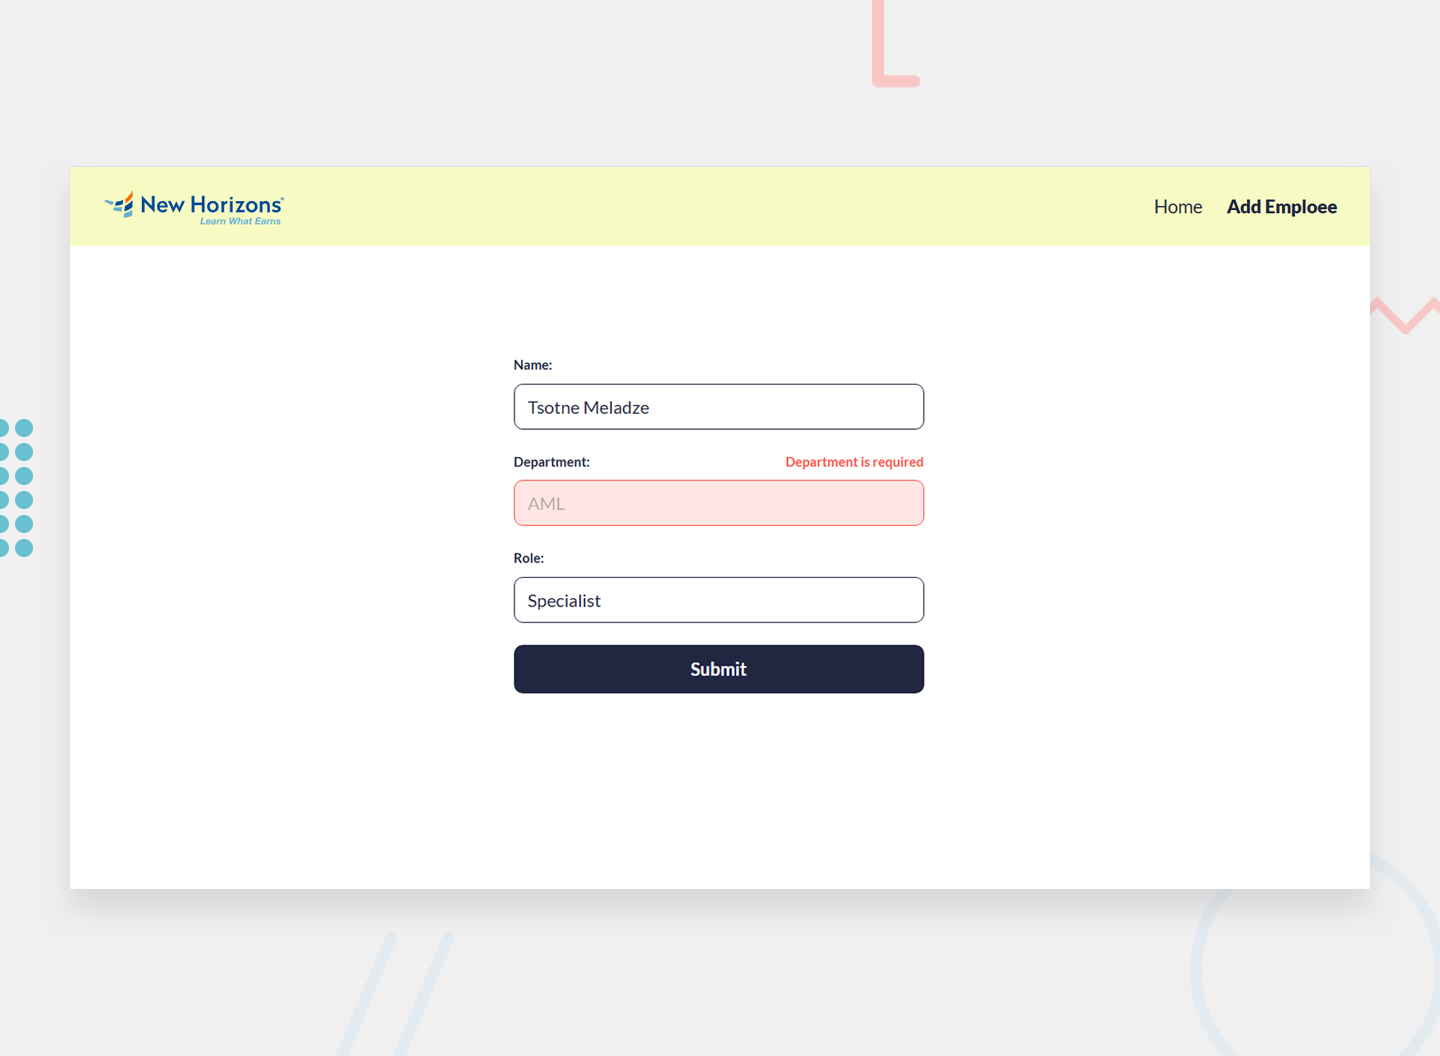 New Horizons®
Learn What Earns
Home Add Emploee
Name:
Tsotne Meladze
Department: Department is required
AML
Role:
Specialist
Submit